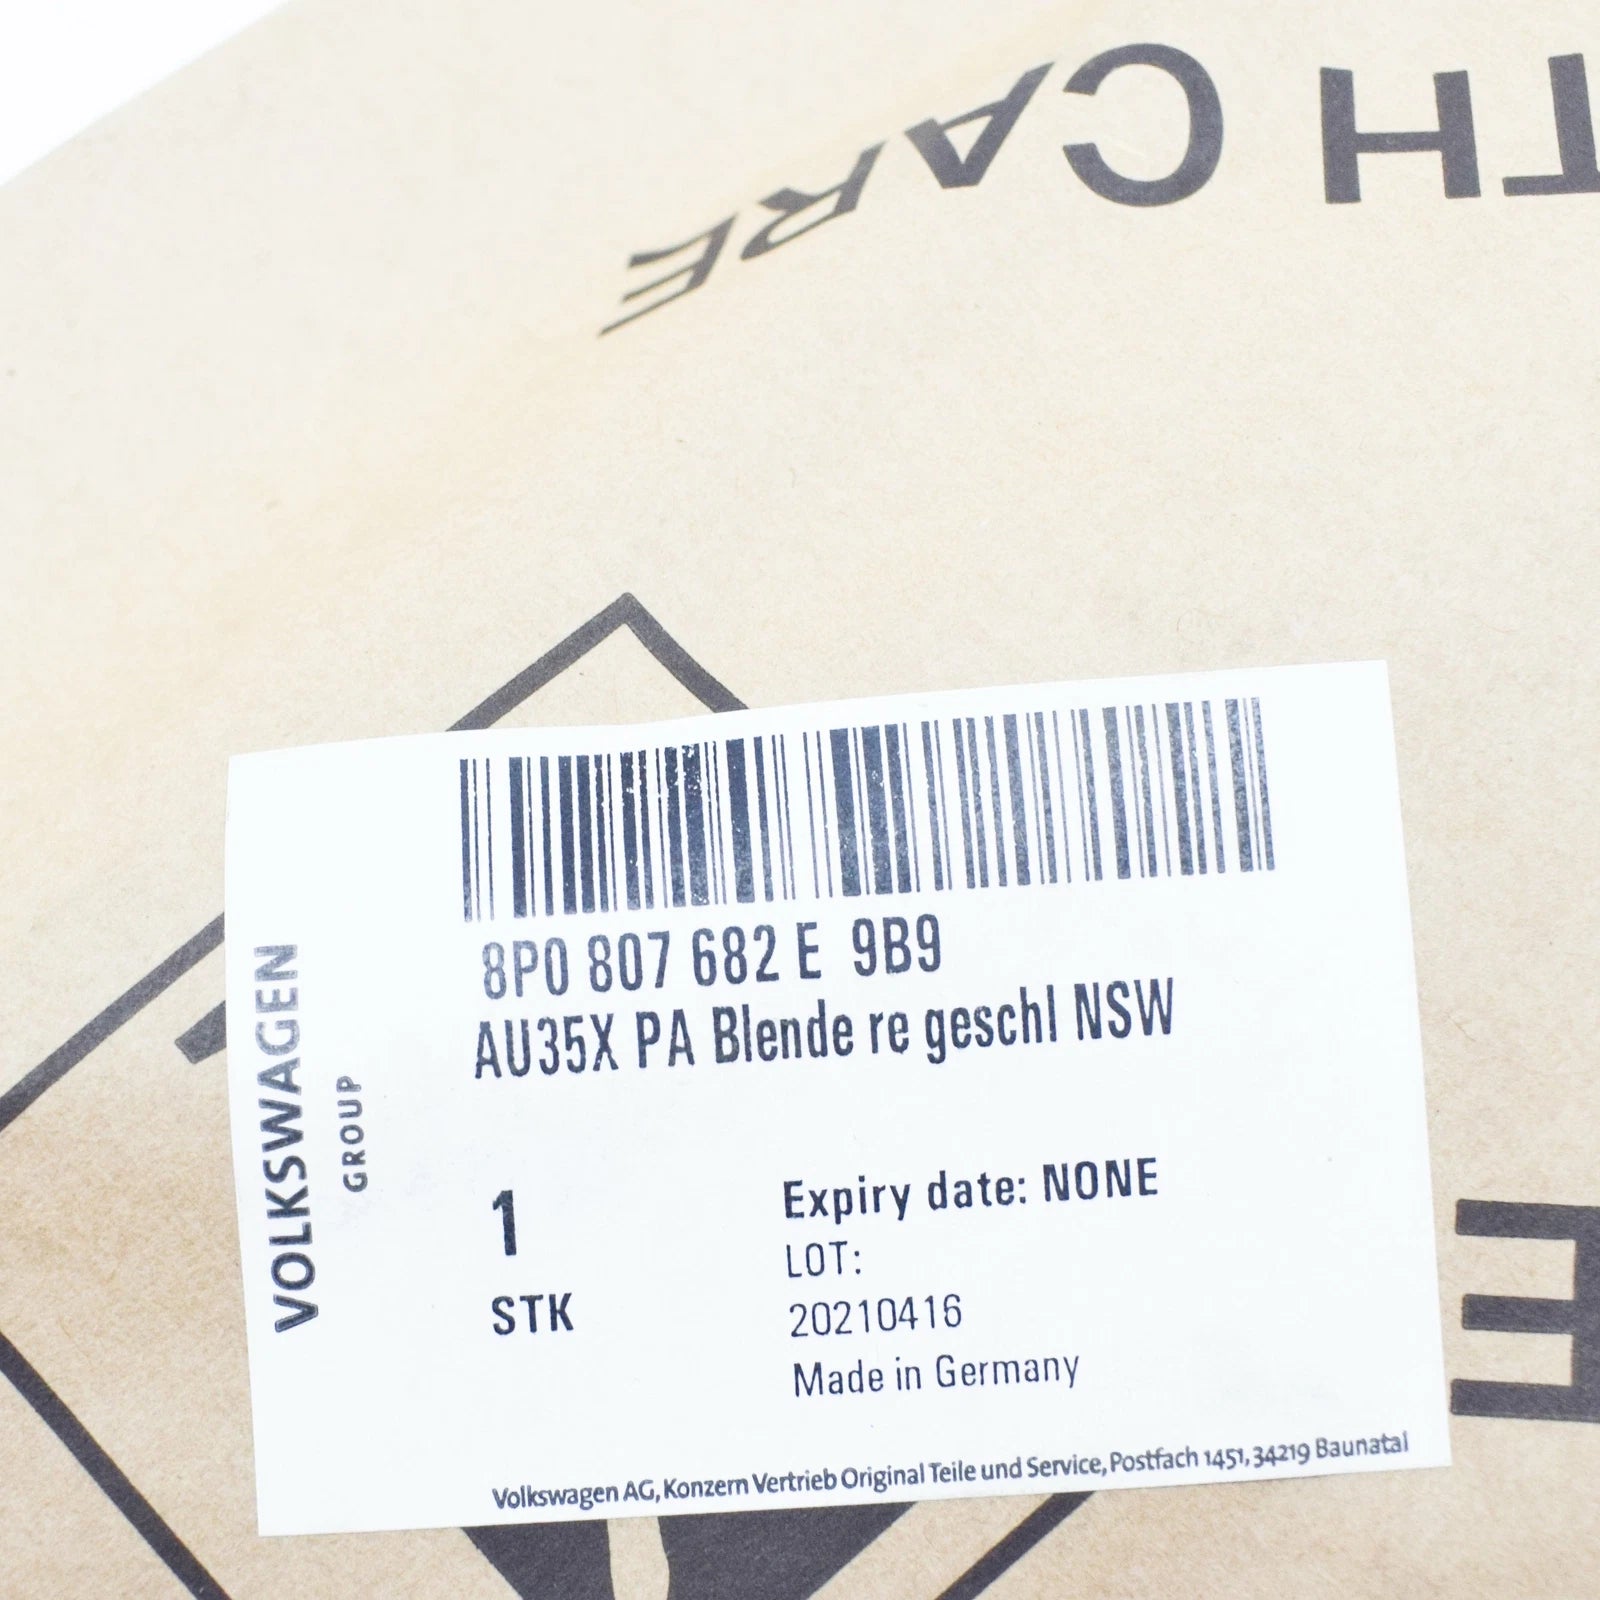 TH CARE
8P0 807 682 E 9B9
AU35X PA Blende re geschl NSW
VOLKSWAGEN
GROUP
1
STK
Expiry date: NONE
LOT:
20210416
Made in Germany
Volkswagen AG, Konzern Vertrieb Original Teile und Service, Postfach 1451, 34219 Baunatal
E